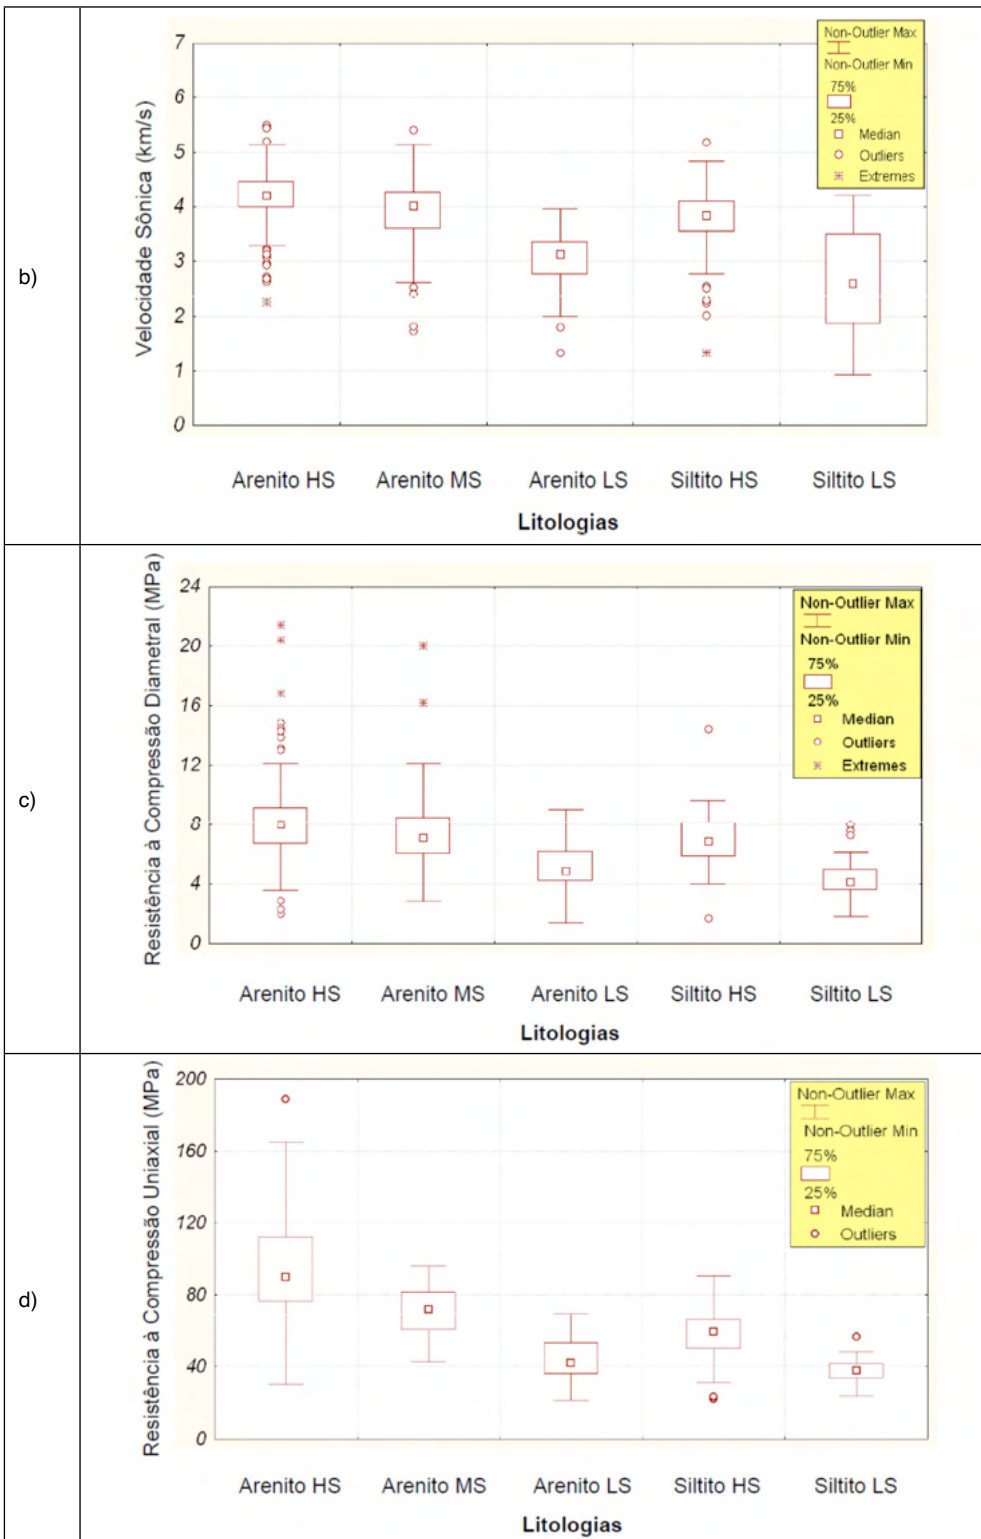 b)
Velocidade Sônica (km/s)
7
6
5
4
3
2
1
0
Non-Outlier Max
Non-Outlier Min
75%
25%
Median
Outliers
Extremes
Arenito HS
Arenito MS
Arenito LS
Siltito HS
Siltito LS
Litologias
c)
Resistência à Compressão Diametral (MPa)
24
20
16
12
8
4
0
Non-Outlier Max
Non-Outlier Min
75%
25%
Median
Outliers
Extremes
Arenito HS
Arenito MS
Arenito LS
Siltito HS
Siltito LS
Litologias
d)
Resistência à Compressão Uniaxial (MPa)
200
160
120
80
40
0
Non-Outlier Max
Non-Outlier Min
75%
25%
Median
Outliers
Arenito HS
Arenito MS
Arenito LS
Siltito HS
Siltito LS
Litologias